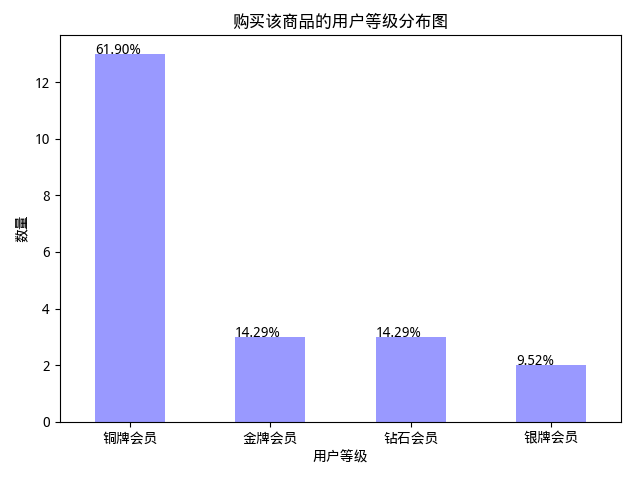 购买该商品的用户等级分布图
61.90%
14.29%
14.29%
9.52%
12
10
8
6
4
2
0
数量
铜牌会员
金牌会员
钻石会员
银牌会员
用户等级